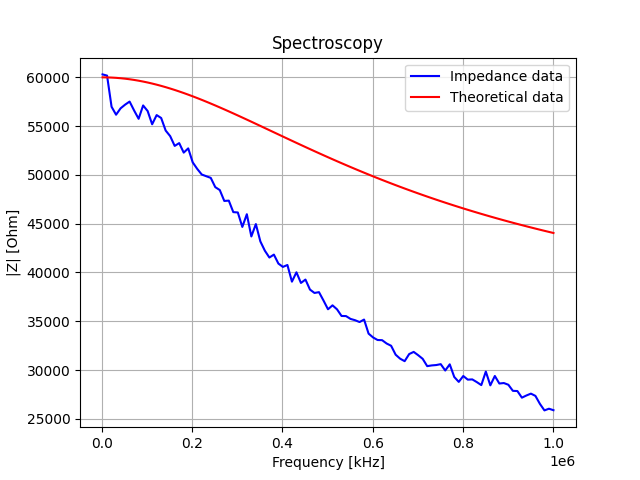 Spectroscopy
Impedance data
Theoretical data
|Z| [Ohm]
60000
55000
50000
45000
40000
35000
30000
25000
0.0 0.2 0.4 0.6 0.8 1.0
1e6
Frequency [kHz]